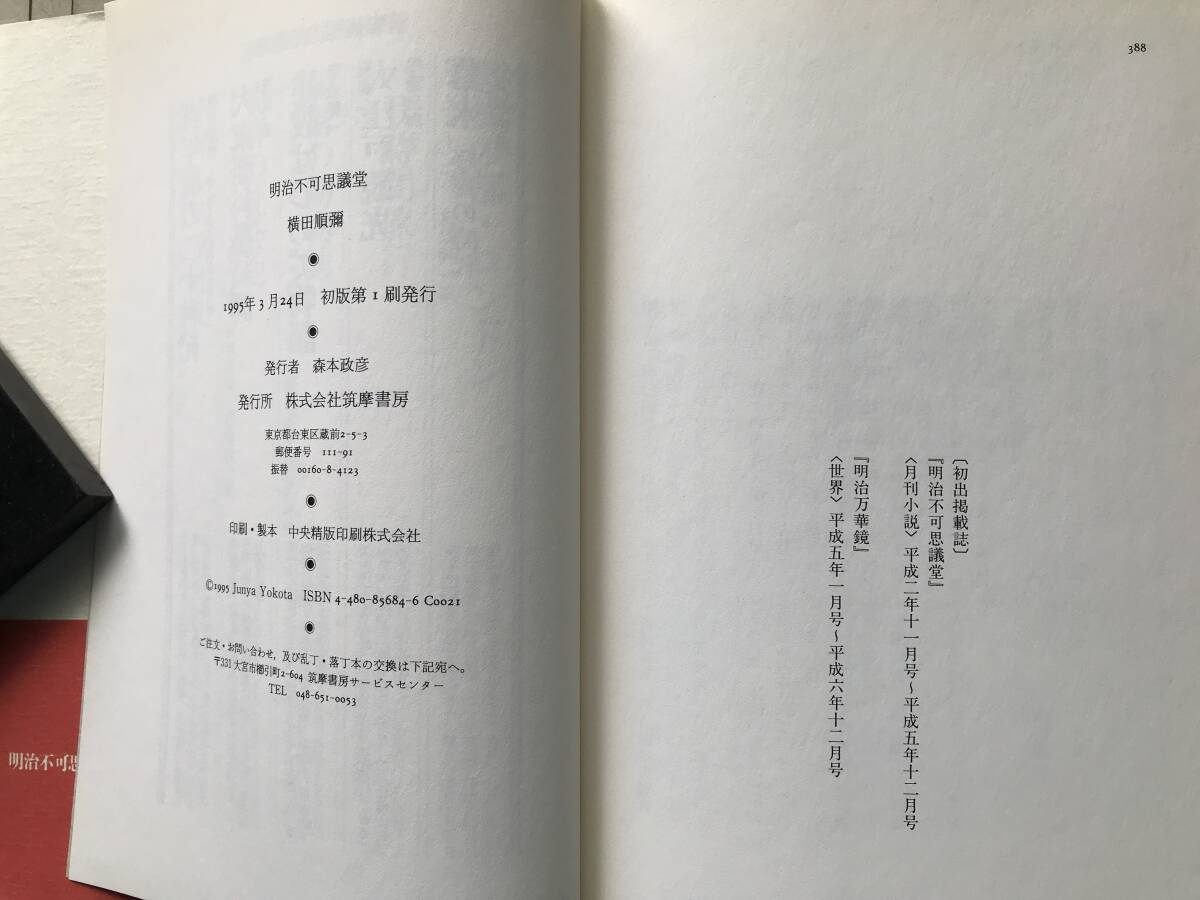 388
〔初出掲載誌〕
『明治不可思議堂』
〈月刊小説〉平成二年十一月号～平成五年十二月号
『明治万華鏡』
〈世界〉平成五年一月号～平成六年十二月号
明治不可思議堂
横田順彌
1995年3月24日　初版第1刷発行
発行者　森本政彦
発行所　株式会社筑摩書房
東京都台東区蔵前2-5-3
郵便番号　111-91
振替　00160-8-4123
印刷・製本　中央精版印刷株式会社
©1995 Junya Yokota　ISBN 4-480-85684-6 C0021
ご注文・お問い合わせ，及び乱丁・落丁本の交換は下記宛へ。
〒331 大宮市櫛引町2-604 筑摩書房サービスセンター
TEL　048-651-0053
明治不可思